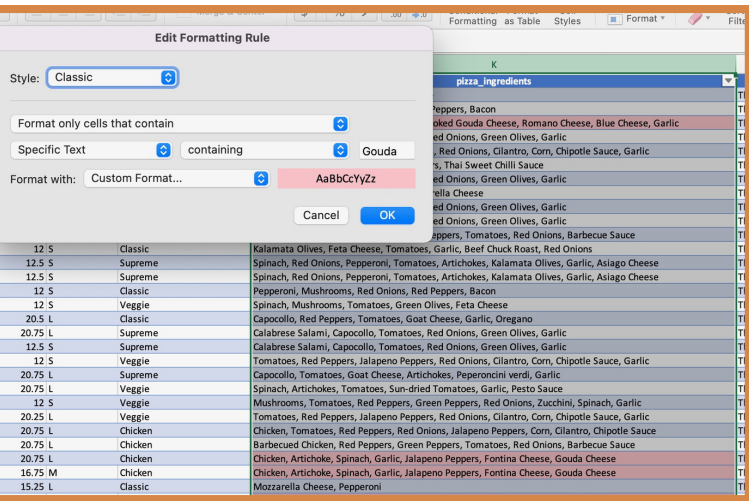 Merge & Center
$
%
.00
Formatting as Table Styles
Format
Filte
Edit Formatting Rule
K
Style: Classic
pizza_ingredients
Peppers, Bacon
Format only cells that contain
oked Gouda Cheese, Romano Cheese, Blue Cheese, Garlic
ed Onions, Green Olives, Garlic
Specific Text containing Gouda
, Red Onions, Cilantro, Corn, Chipotle Sauce, Garlic
rs, Thai Sweet Chilli Sauce
Format with: Custom Format... AaBbCcYyZz
ed Onions, Green Olives, Garlic
rella Cheese
ed Onions, Green Olives, Garlic
Cancel OK
ed Onions, Green Olives, Garlic
eppers, Tomatoes, Red Onions, Barbecue Sauce
12 S Classic Kalamata Olives, Feta Cheese, Tomatoes, Garlic, Beef Chuck Roast, Red Onions
12.5 S Supreme Spinach, Red Onions, Pepperoni, Tomatoes, Artichokes, Kalamata Olives, Garlic, Asiago Cheese
12.5 S Supreme Spinach, Red Onions, Pepperoni, Tomatoes, Artichokes, Kalamata Olives, Garlic, Asiago Cheese
12 S Classic Pepperoni, Mushrooms, Red Onions, Red Peppers, Bacon
12 S Veggie Spinach, Mushrooms, Tomatoes, Green Olives, Feta Cheese
20.5 L Classic Capocollo, Red Peppers, Tomatoes, Goat Cheese, Garlic, Oregano
20.75 L Supreme Calabrese Salami, Capocollo, Tomatoes, Red Onions, Green Olives, Garlic
12.5 S Supreme Calabrese Salami, Capocollo, Tomatoes, Red Onions, Green Olives, Garlic
12 S Veggie Tomatoes, Red Peppers, Jalapeno Peppers, Red Onions, Cilantro, Corn, Chipotle Sauce, Garlic
20.75 L Supreme Capocollo, Tomatoes, Goat Cheese, Artichokes, Peperoncini verdi, Garlic
20.75 L Veggie Spinach, Artichokes, Tomatoes, Sun-dried Tomatoes, Garlic, Pesto Sauce
12 S Veggie Mushrooms, Tomatoes, Red Peppers, Green Peppers, Red Onions, Zucchini, Spinach, Garlic
20.25 L Veggie Tomatoes, Red Peppers, Jalapeno Peppers, Red Onions, Cilantro, Corn, Chipotle Sauce, Garlic
20.75 L Chicken Chicken, Tomatoes, Red Peppers, Red Onions, Jalapeno Peppers, Corn, Cilantro, Chipotle Sauce
20.75 L Chicken Barbecued Chicken, Red Peppers, Green Peppers, Tomatoes, Red Onions, Barbecue Sauce
20.75 L Chicken Chicken, Artichoke, Spinach, Garlic, Jalapeno Peppers, Fontina Cheese, Gouda Cheese
16.75 M Chicken Chicken, Artichoke, Spinach, Garlic, Jalapeno Peppers, Fontina Cheese, Gouda Cheese
15.25 L Classic Mozzarella Cheese, Pepperoni